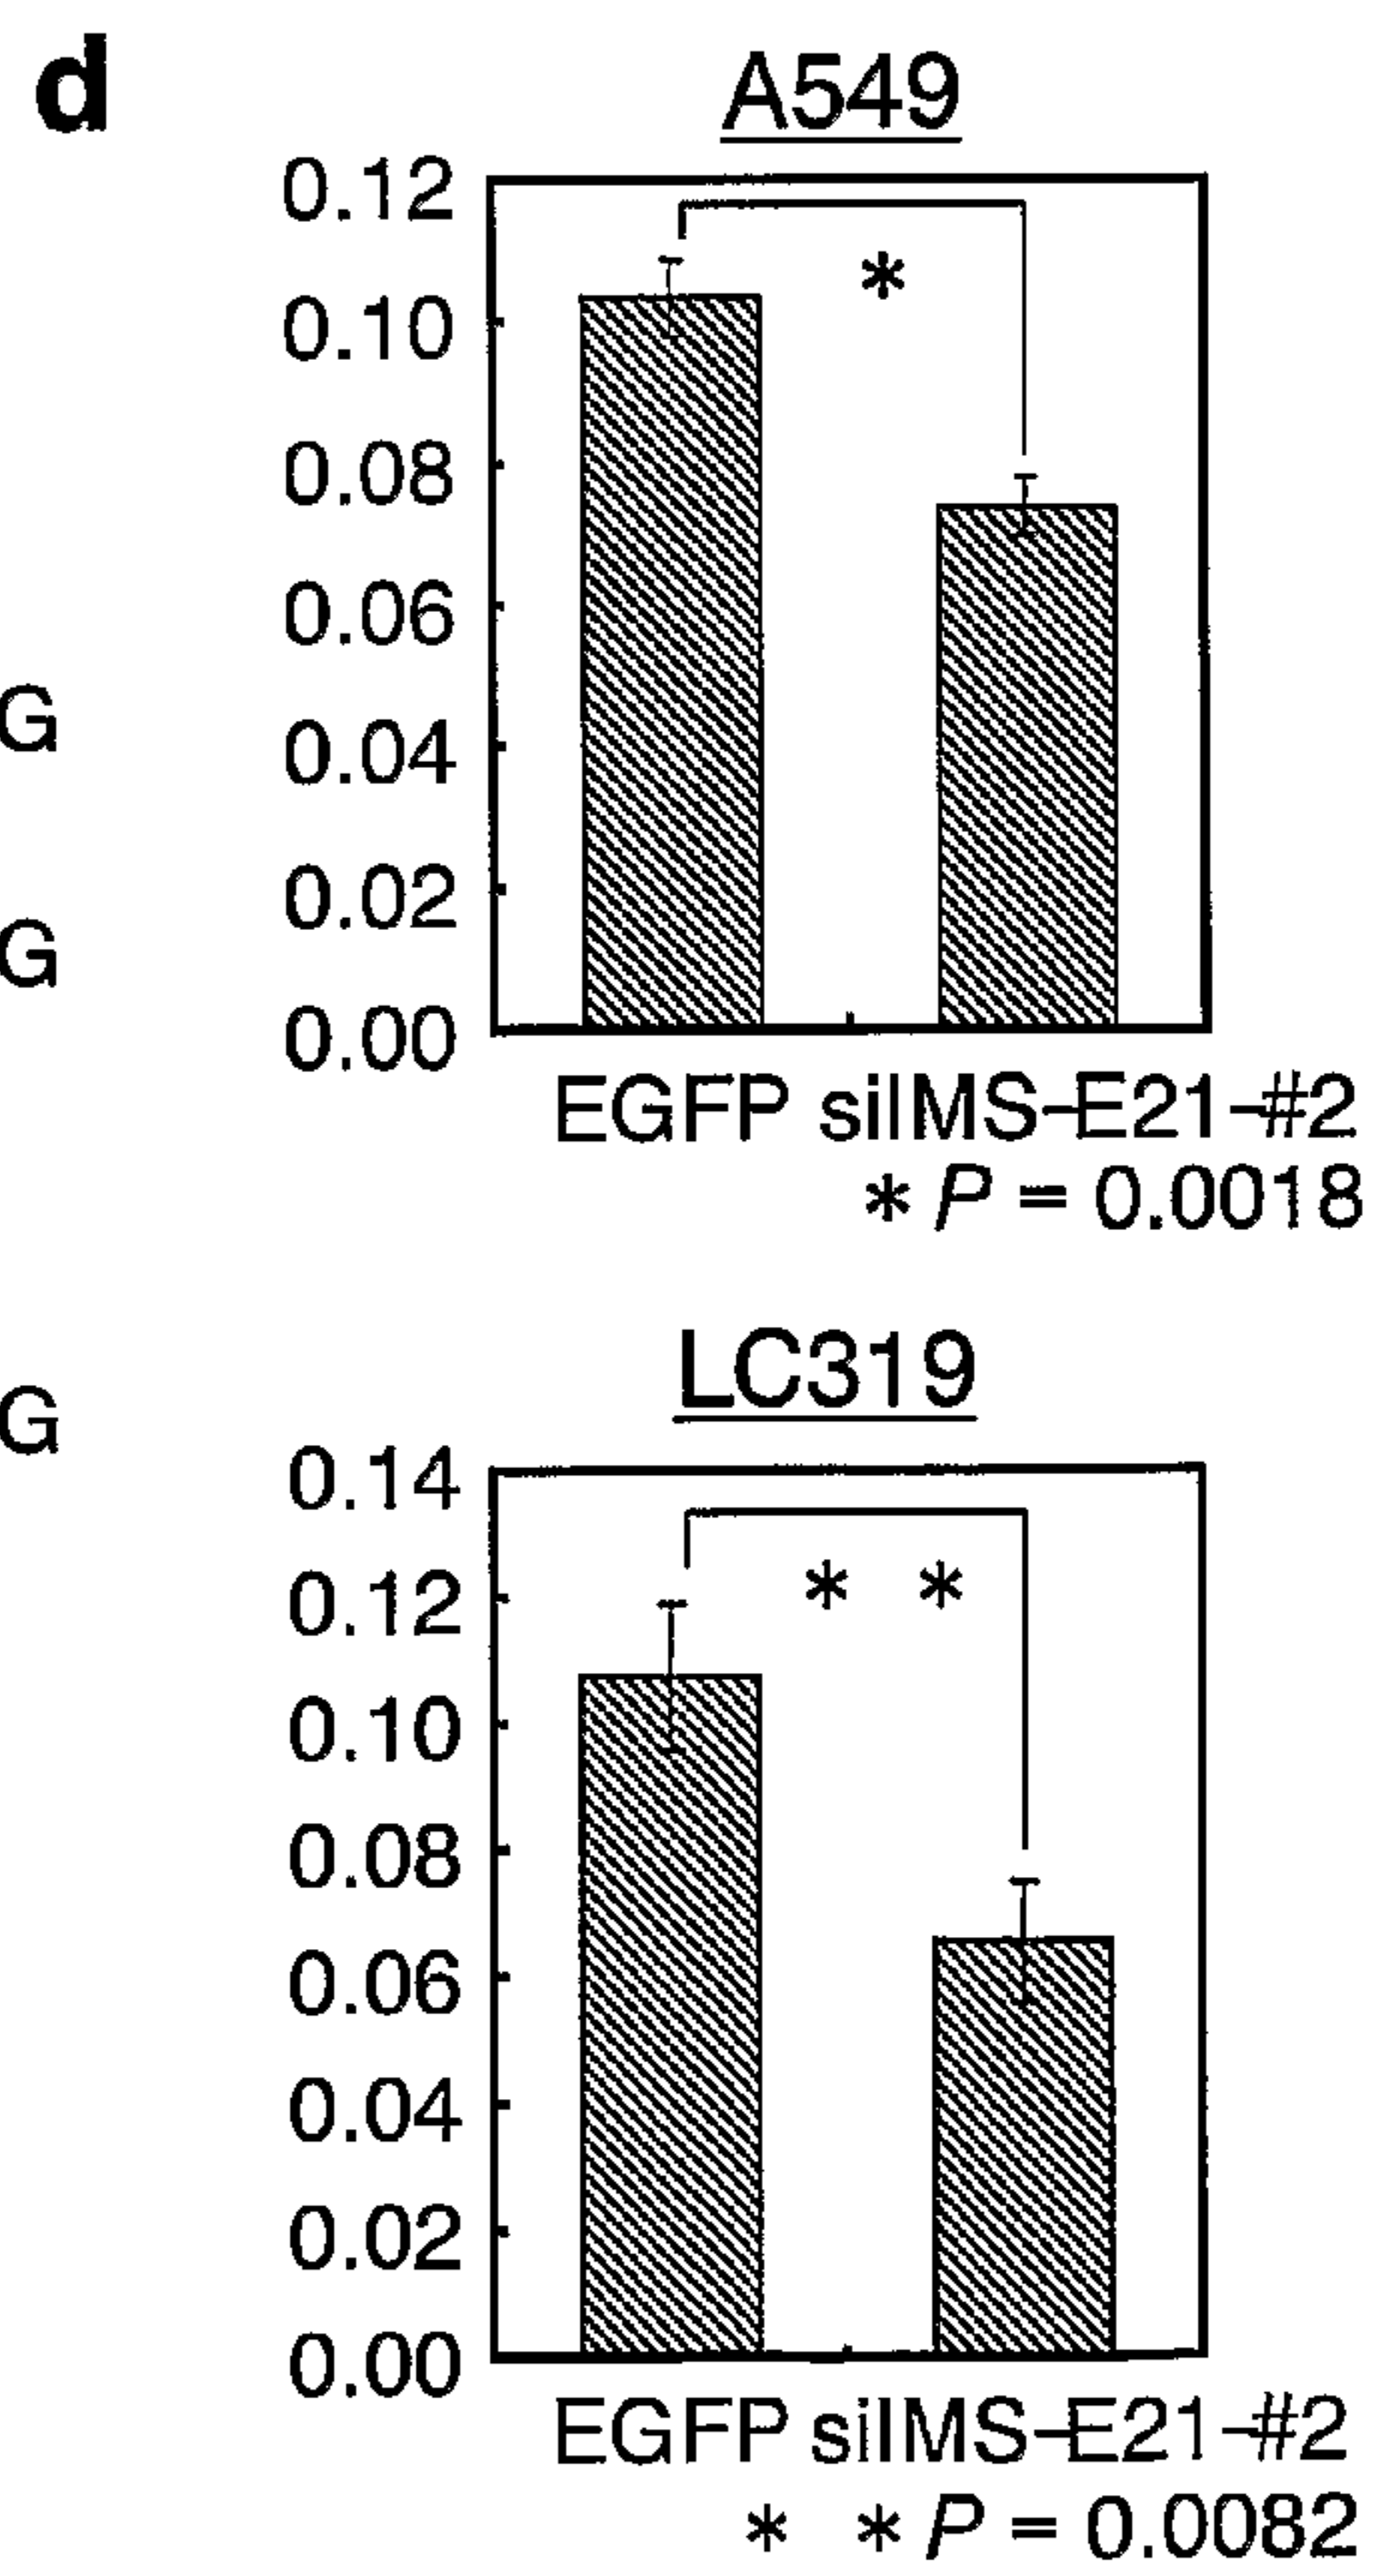 d
A549
0.12
0.10
0.08
0.06
G
0.04
G
0.02
0.00
EGFP siIMS-E21-#2
* P = 0.0018
*
LC319
G
0.14
0.12
0.10
0.08
0.06
0.04
0.02
0.00
* *
EGFP siIMS-E21-#2
* * P = 0.0082